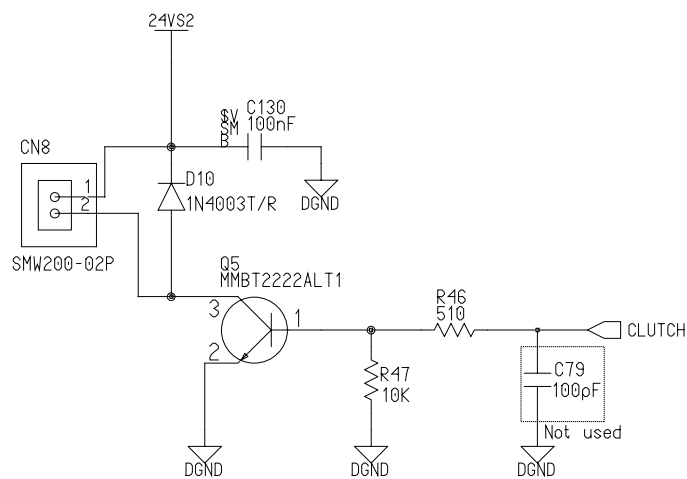 24VS2
$V
SM
B
C130
100nF
CN8
1
2
D10
1N4003T/R
DGND
SMW200-02P
Q5
MMBT2222ALT1
3
1
2
R46
510
CLUTCH
R47
10K
C79
100pF
Not used
DGND
DGND
DGND